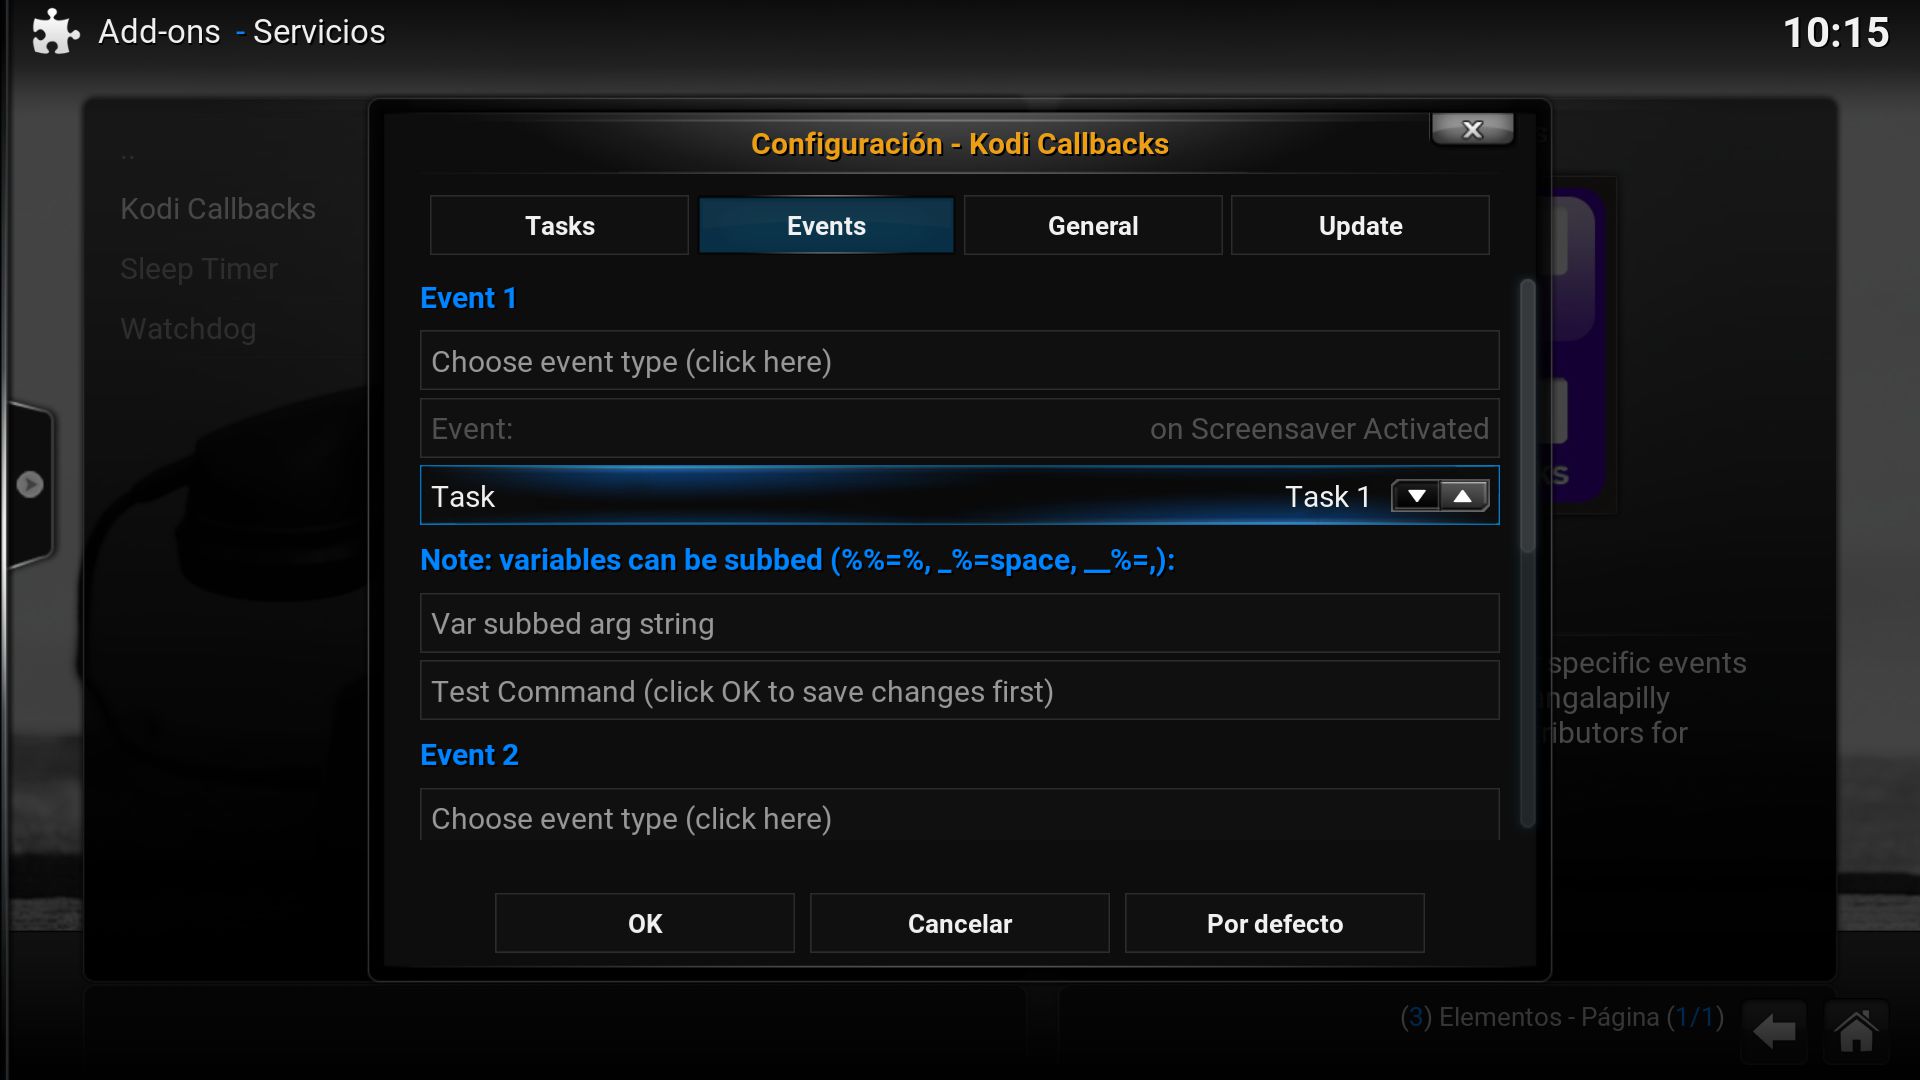 Add-ons - Servicios
10:15
..
Kodi Callbacks
Sleep Timer
Watchdog
Configuración - Kodi Callbacks
Tasks
Events
General
Update
Event 1
Choose event type (click here)
Event: on Screensaver Activated
Task Task 1
Note: variables can be subbed (%%=%, _%=space, __%=,):
Var subbed arg string
Test Command (click OK to save changes first)
Event 2
Choose event type (click here)
OK
Cancelar
Por defecto
specific events
for
(3) Elementos - Página (1/1)